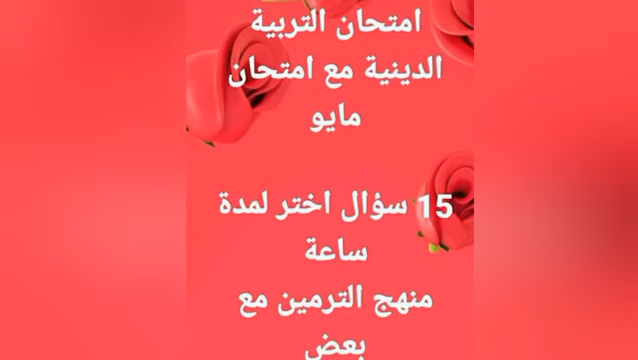 امتحان التربية
الدينية مع امتحان
مايو
15 سؤال اختر لمدة
ساعة
منهج الترمين مع
بعض